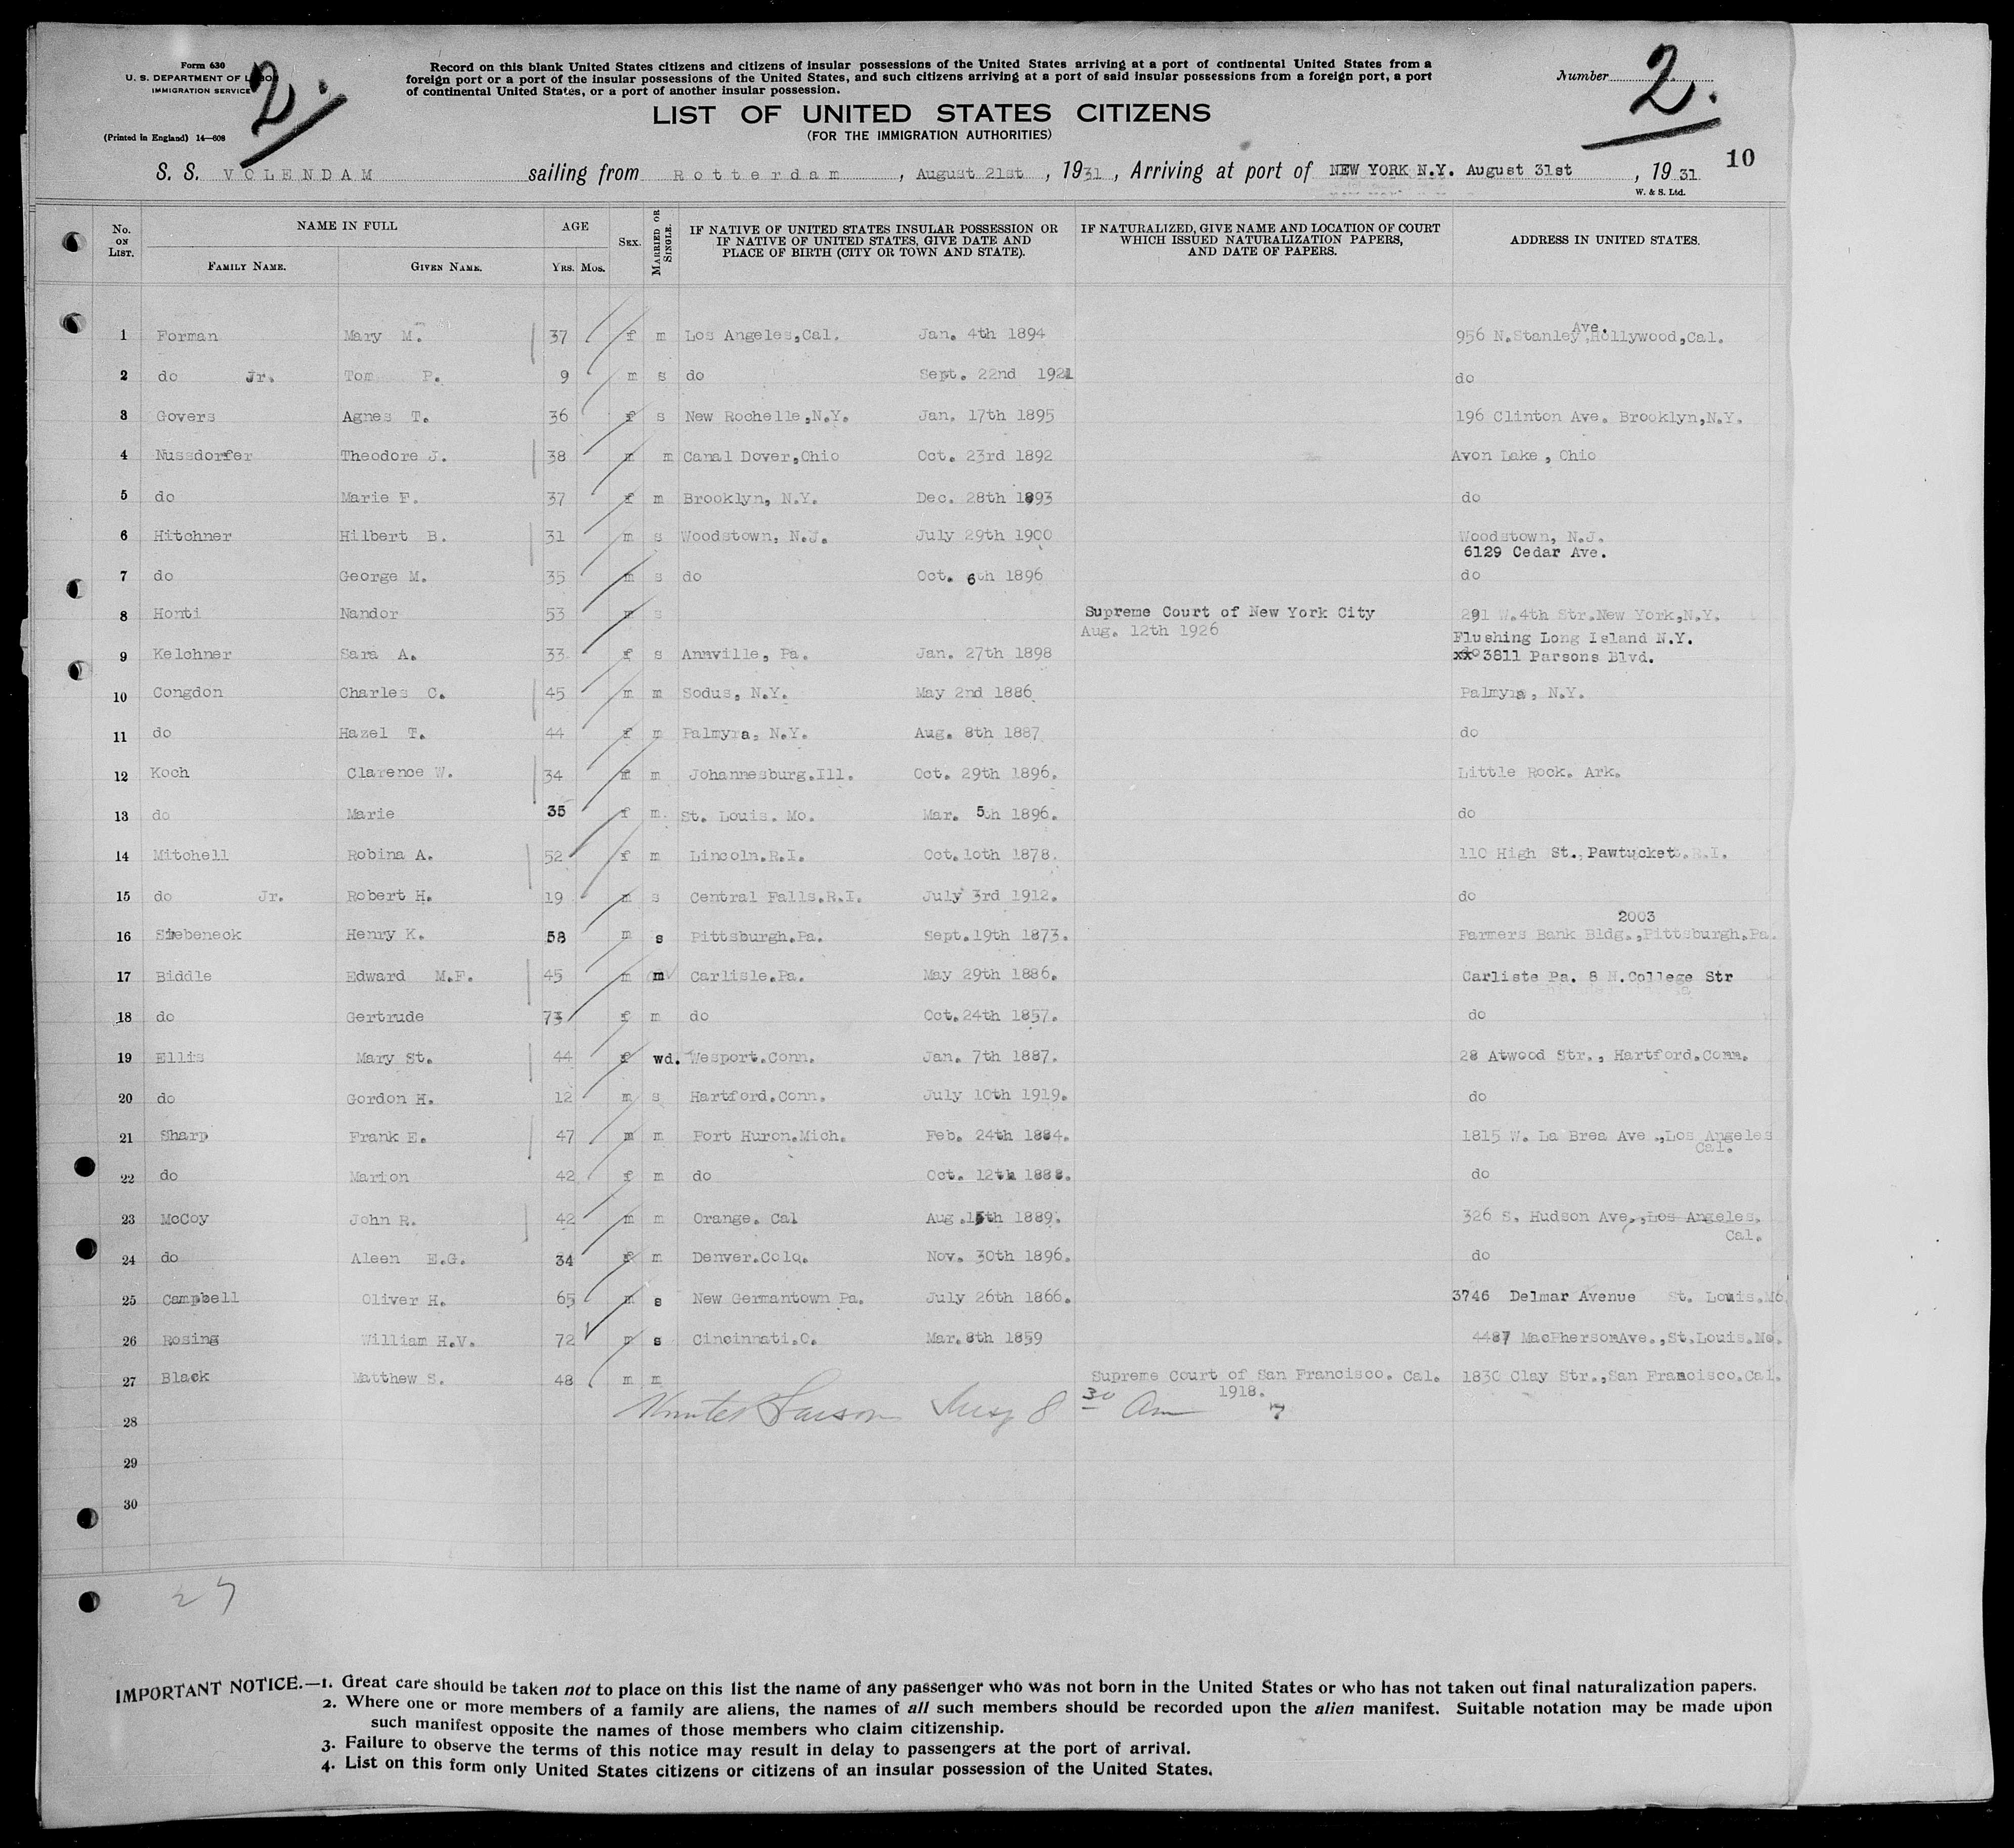 Form 630
U. S. DEPARTMENT OF LABOR
IMMIGRATION SERVICE
(Printed in England) 14—608
2.
Record on this blank United States citizens and citizens of insular possessions of the United States arriving at a port of continental United States from a
foreign port or a port of the insular possessions of the United States, and such citizens arriving at a port of said insular possessions from a foreign port, a port
of continental United States, or a port of another insular possession.
Number 2.
LIST OF UNITED STATES CITIZENS
(FOR THE IMMIGRATION AUTHORITIES)
10
S. S. VOLENDAM sailing from Rotterdam, August 21st, 1931, Arriving at port of NEW YORK N.Y. August 31st, 1931
W. & S. Ltd.
No. ON LIST. NAME IN FULL FAMILY NAME. GIVEN NAME. AGE YRS. MOS. SEX. MARRIED OR SINGLE. IF NATIVE OF UNITED STATES INSULAR POSSESSION OR IF NATIVE OF UNITED STATES, GIVE DATE AND PLACE OF BIRTH (CITY OR TOWN AND STATE). IF NATURALIZED, GIVE NAME AND LOCATION OF COURT WHICH ISSUED NATURALIZATION PAPERS, AND DATE OF PAPERS. ADDRESS IN UNITED STATES.
1 Forman Mary M. 37 f m Los Angeles,Cal. Jan. 4th 1894 956 N.Stanley Ave.,Hollywood,Cal.
2 do Jr. Tom P. 9 m s do Sept. 22nd 1921 do
3 Govers Agnes T. 36 f s New Rochelle,N.Y. Jan. 17th 1895 196 Clinton Ave. Brooklyn,N.Y.
4 Nussdorfer Theodore J. 38 m m Canal Dover,Ohio Oct. 23rd 1892 Avon Lake, Ohio
5 do Marie F. 37 f m Brooklyn, N.Y. Dec. 28th 1893 do
6 Hitchner Hilbert B. 31 m s Woodstown, N.J. July 29th 1900 Woodstown, N.J.
6129 Cedar Ave.
7 do George M. 35 m s do Oct. 6th 1896 do
8 Honti Nandor 53 m s Supreme Court of New York City 291 W.4th Str.New York,N.Y.
Aug. 12th 1926 Flushing Long Island N.Y.
9 Kelchner Sara A. 33 f s Annville, Pa. Jan. 27th 1898 xx 3811 Parsons Blvd.
10 Congdon Charles C. 45 m m Sodus, N.Y. May 2nd 1886 Palmyra, N.Y.
11 do Hazel T. 44 f m Palmyra, N.Y. Aug. 8th 1887 do
12 Koch Clarence W. 34 m m Johannesburg.Ill. Oct. 29th 1896. Little Rock. Ark.
13 do Marie 35 f m. St. Louis. Mo. Mar. 5th 1896. do
14 Mitchell Robina A. 52 f m Lincoln.R.I. Oct.10th 1878. 110 High St., Pawtucket.R.I.
15 do Jr. Robert H. 19 m s Central Falls.R.I. July 3rd 1912. do
2003
16 Siebeneck Henry K. 58 m s Pittsburgh.Pa. Sept.19th 1873. Farmers Bank Bldg.,Pittsburgh.Pa.
17 Biddle Edward M.F. 45 m m Carlisle.Pa. May 29th 1886. Carliste Pa. 8 N.College Str
18 do Gertrude 73 f m do Oct.24th 1857. do
19 Ellis Mary St. 44 f wd. Wesport.Conn. Jan. 7th 1887. 28 Atwood Str., Hartford.Conn.
20 do Gordon H. 12 m s Hartford.Conn. July 10th 1919. do
21 Sharp Frank E. 47 m m Port Huron.Mich. Feb. 24th 1884. 1815 W. La Brea Ave.,Los Angeles
Cal.
22 do Marion 42 f m do Oct. 12th 1888. do
23 McCoy John R. 42 m m Orange. Cal Aug.15th 1889. 326 S. Hudson Ave.,Los Angeles.
Cal.
24 do Aleen E.G. 34 f m Denver.Colo. Nov. 30th 1896. do
25 Campbell Oliver H. 65 m s New Germantown Pa. July 26th 1866. 3746 Delmar Avenue St. Louis.Mo.
26 Rosing William H.V. 72 m s Cincinnati.O. Mar.8th 1859 4487 MacPhersonAve.,St.Louis.Mo.
27 Black Matthew S. 48 m m Supreme Court of San Francisco. Cal. 1830 Clay Str.,San Francisco.Cal.
1918.
8 30 Am
28
29
30
27
IMPORTANT NOTICE.—1. Great care should be taken not to place on this list the name of any passenger who was not born in the United States or who has not taken out final naturalization papers.
2. Where one or more members of a family are aliens, the names of all such members should be recorded upon the alien manifest. Suitable notation may be made upon
such manifest opposite the names of those members who claim citizenship.
3. Failure to observe the terms of this notice may result in delay to passengers at the port of arrival.
4. List on this form only United States citizens or citizens of an insular possession of the United States.